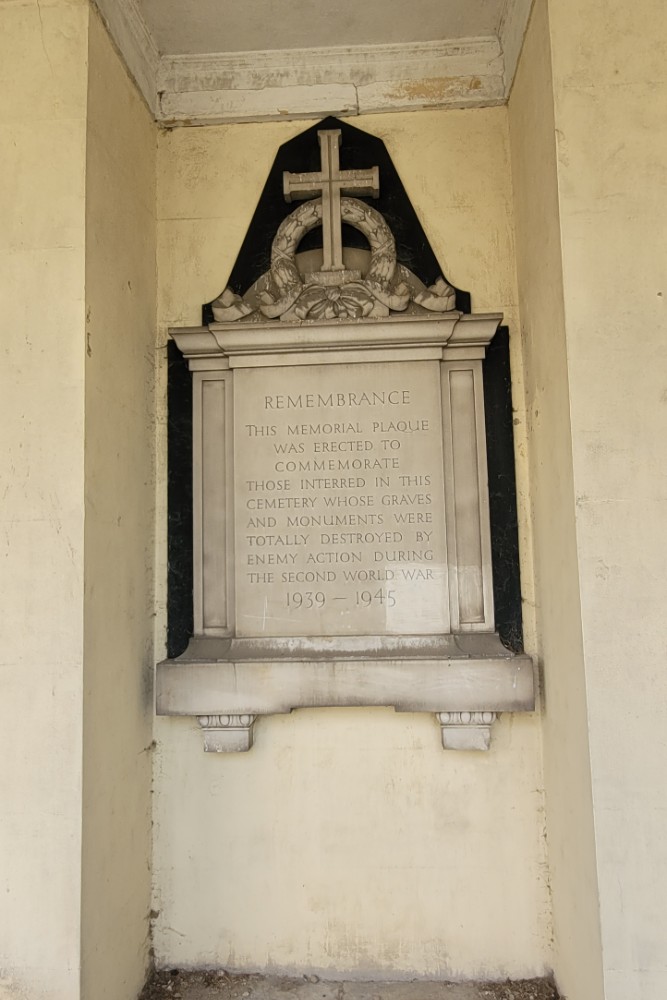 REMEMBRANCE
THIS MEMORIAL PLAQUE
WAS ERECTED TO
COMMEMORATE
THOSE INTERRED IN THIS
CEMETERY WHOSE GRAVES
AND MONUMENTS WERE
TOTALLY DESTROYED BY
ENEMY ACTION DURING
THE SECOND WORLD WAR
1939 – 1945